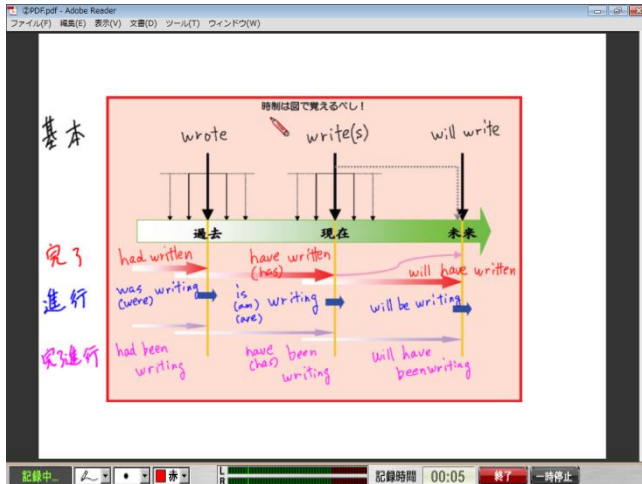 ②PDF.pdf - Adobe Reader
ファイル(F) 編集(E) 表示(V) 文書(D) ツール(T) ウィンドウ(W)
時制は図で覚えるべし！
基本 wrote write(s) will write
過去 現在 未来
完了 had written have written will have written
(has)
進行 was writing is writing will be writing
(were) (am)
(are)
完了進行 had been have been will have
(has)
writing writing been writing
記録中... 赤 L R 記録時間 00:05 終了 一時停止